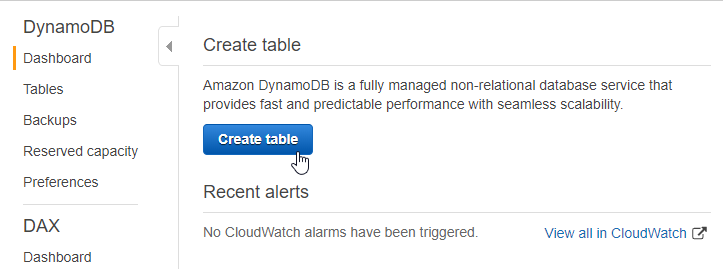 DynamoDB
Dashboard
Tables
Backups
Reserved capacity
Preferences
DAX
Dashboard
Create table
Amazon DynamoDB is a fully managed non-relational database service that
provides fast and predictable performance with seamless scalability.
Create table
Recent alerts
No CloudWatch alarms have been triggered.
View all in CloudWatch